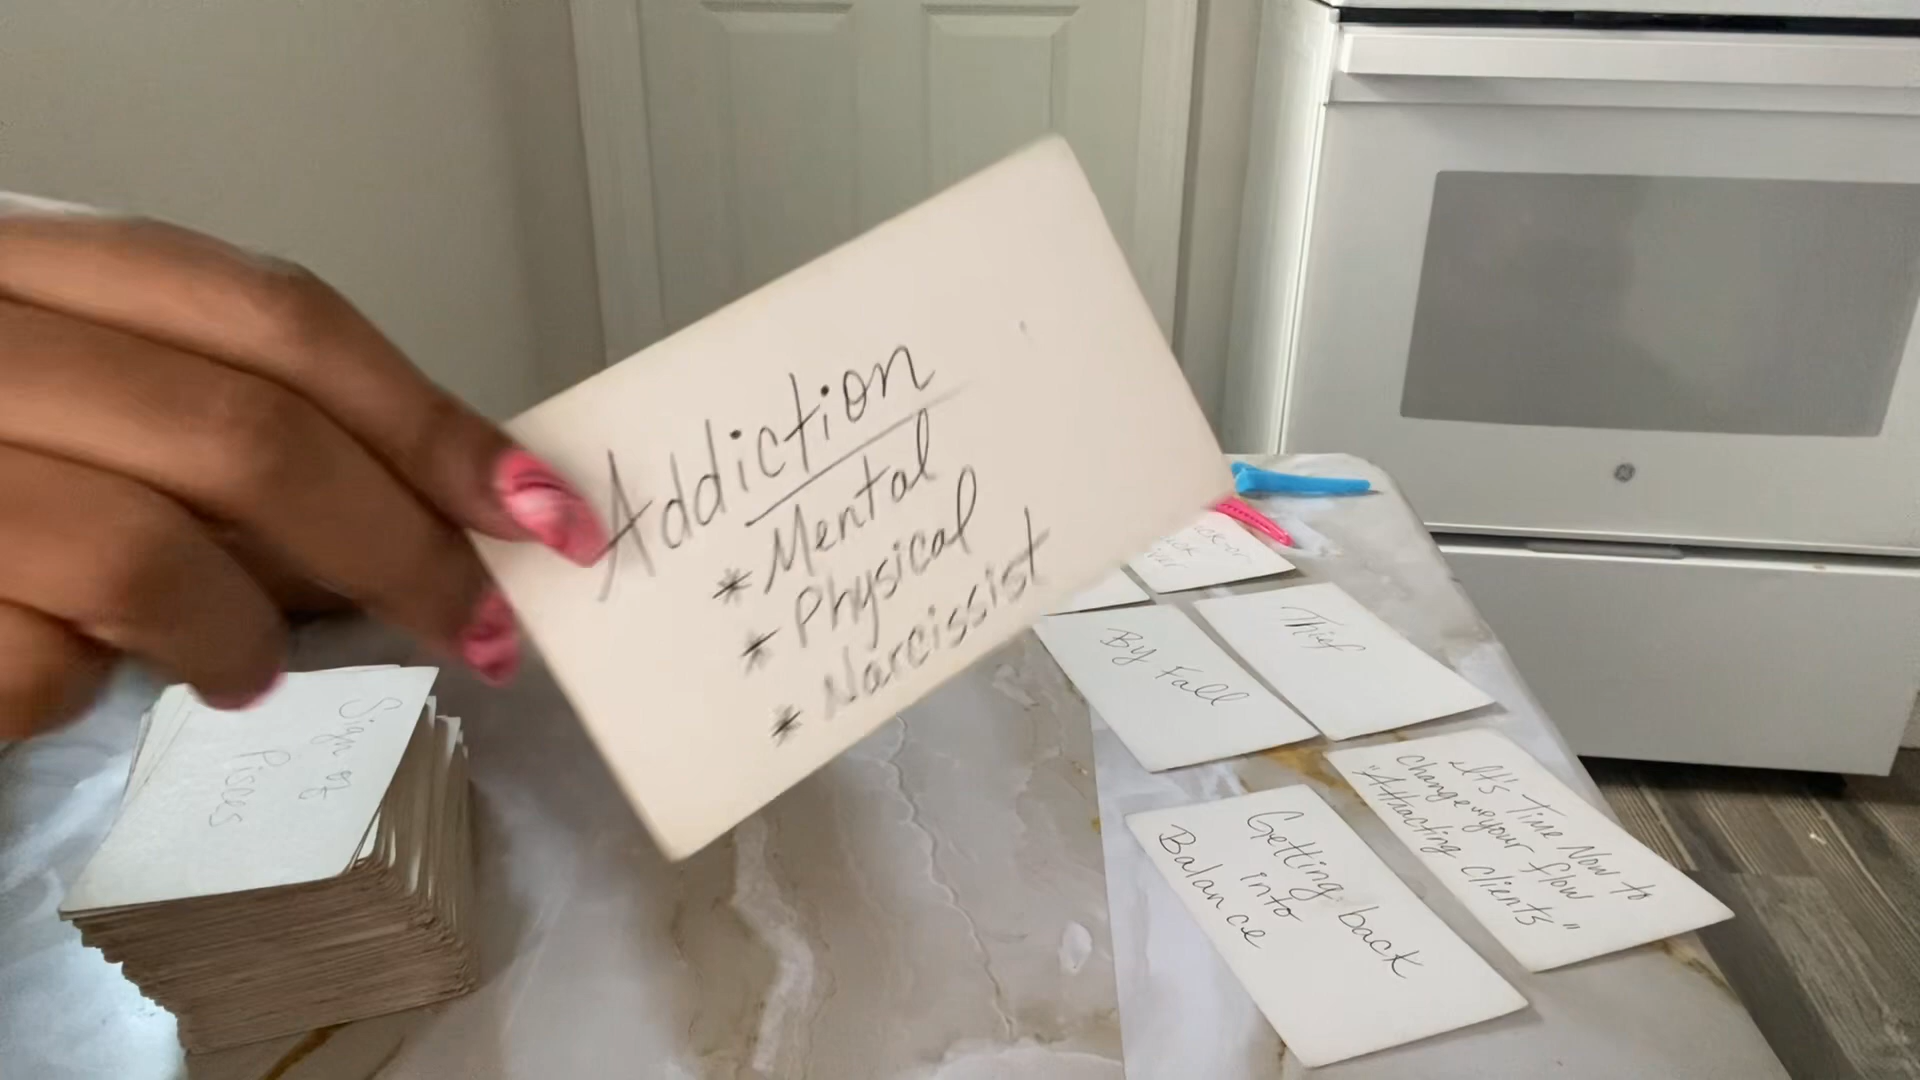 Addiction
* Mental
* Physical
* Narcissist
Sign of
Pisces
By Fall
Thief
It's Time Now to
Change up your flow
"Attracting Clients"
Getting back
into
Balance